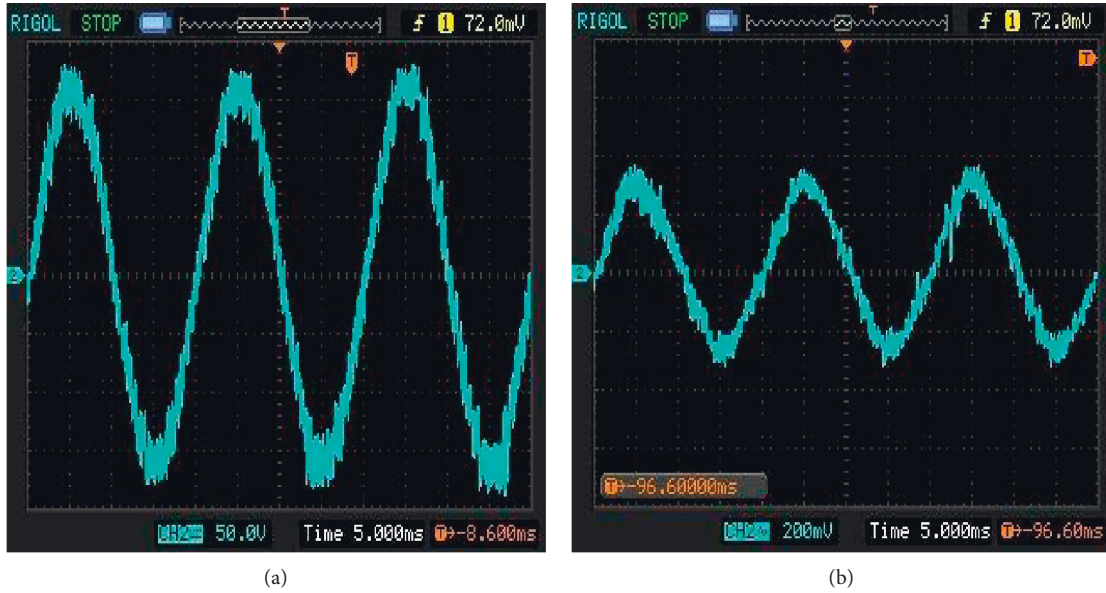 RIGOL STOP T ƒ 1 72.0mV
T
2
CH2 50.0V Time 5.000ms T→-8.600ms
(a)
RIGOL STOP T ƒ 1 72.0mV
T
2
T→-96.60000ms
CH2 200mV Time 5.000ms T→-96.60ms
(b)